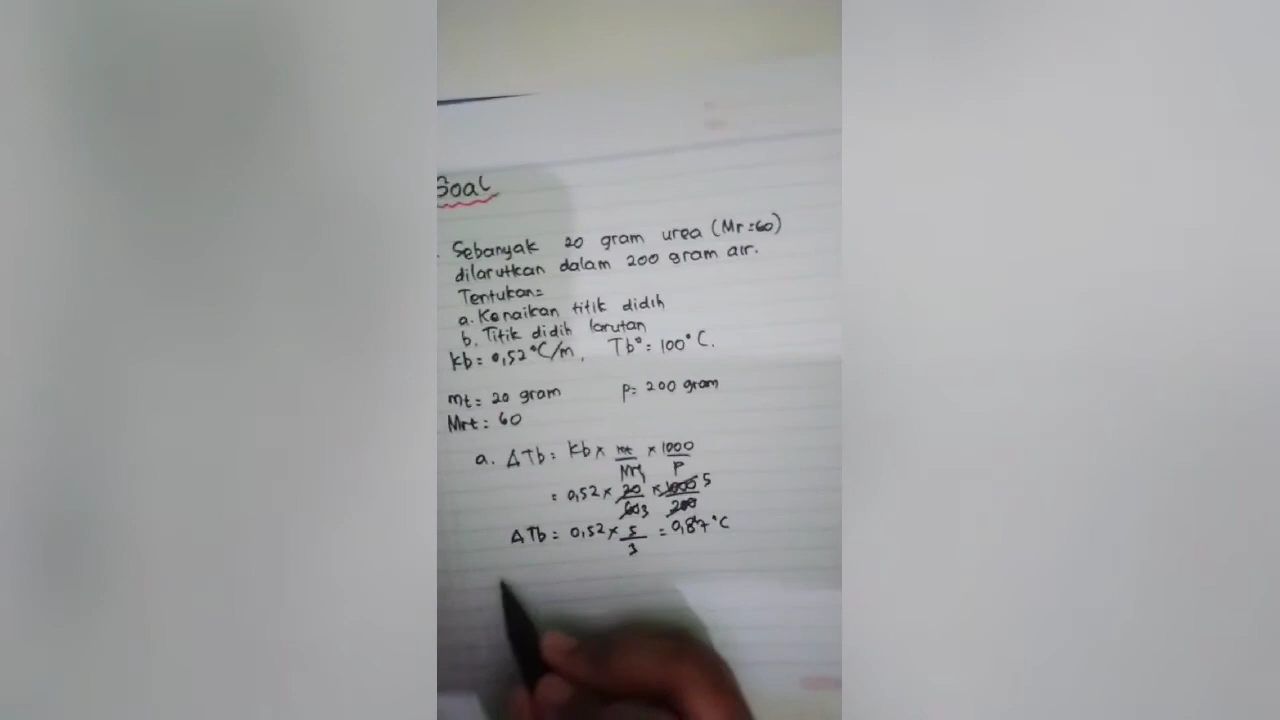 Soal
Sebanyak 20 gram urea (Mr=60)
dilarutkan dalam 200 gram air.
Tentukan=
a. Kenaikan titik didih
b. Titik didih larutan
kb= 0,52°C/m, Tb°= 100°C.
mt= 20 gram P= 200 gram
Mrt= 60
a. ΔTb= Kb× mt/Mrt ×1000/P
= 0,52× 20/60 3 ×1000/200 5
ΔTb= 0,52× 5/3 = 0,87°C